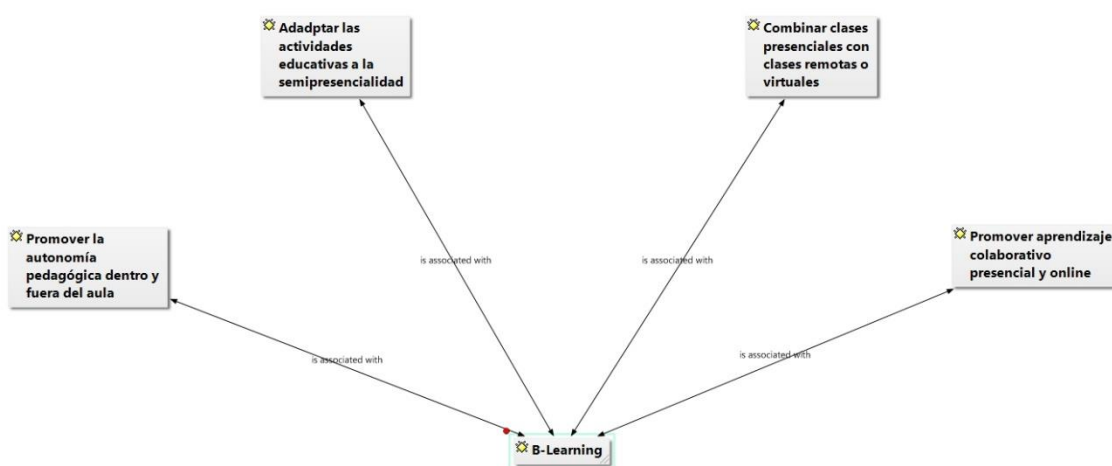 Adadptar las
actividades
educativas a la
semipresencialidad
Combinar clases
presenciales con
clases remotas o
virtuales
Promover la
autonomía
pedagógica dentro y
fuera del aula
Promover aprendizaje
colaborativo
presencial y online
is associated with
is associated with
is associated with
is associated with
B-Learning